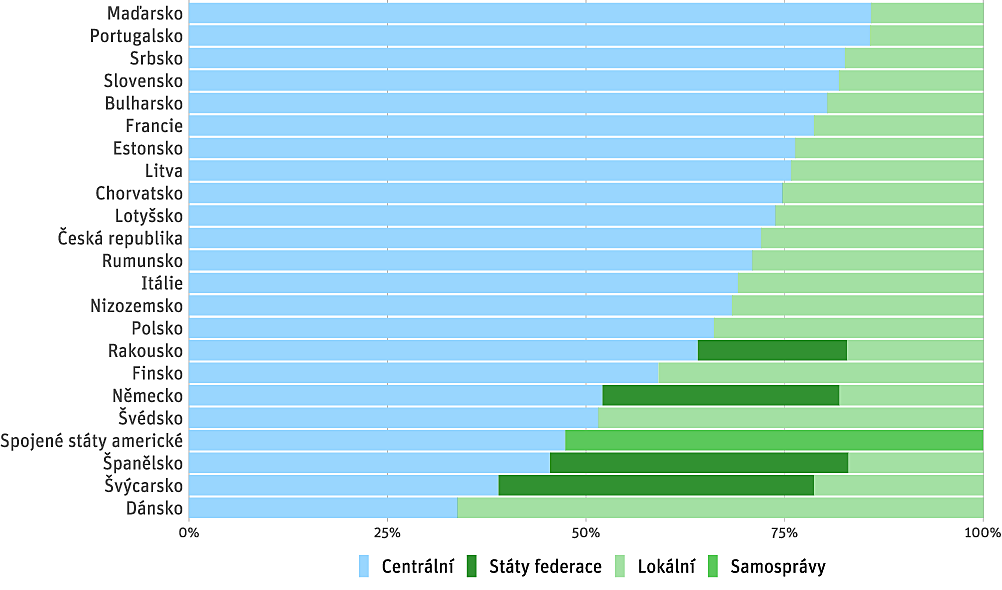 Maďarsko
Portugalsko
Srbsko
Slovensko
Bulharsko
Francie
Estonsko
Litva
Chorvatsko
Lotyšsko
Česká republika
Rumunsko
Itálie
Nizozemsko
Polsko
Rakousko
Finsko
Německo
Švédsko
Spojené státy americké
Španělsko
Švýcarsko
Dánsko
0% 25% 50% 75% 100%
Centrální Státy federace Lokální Samosprávy